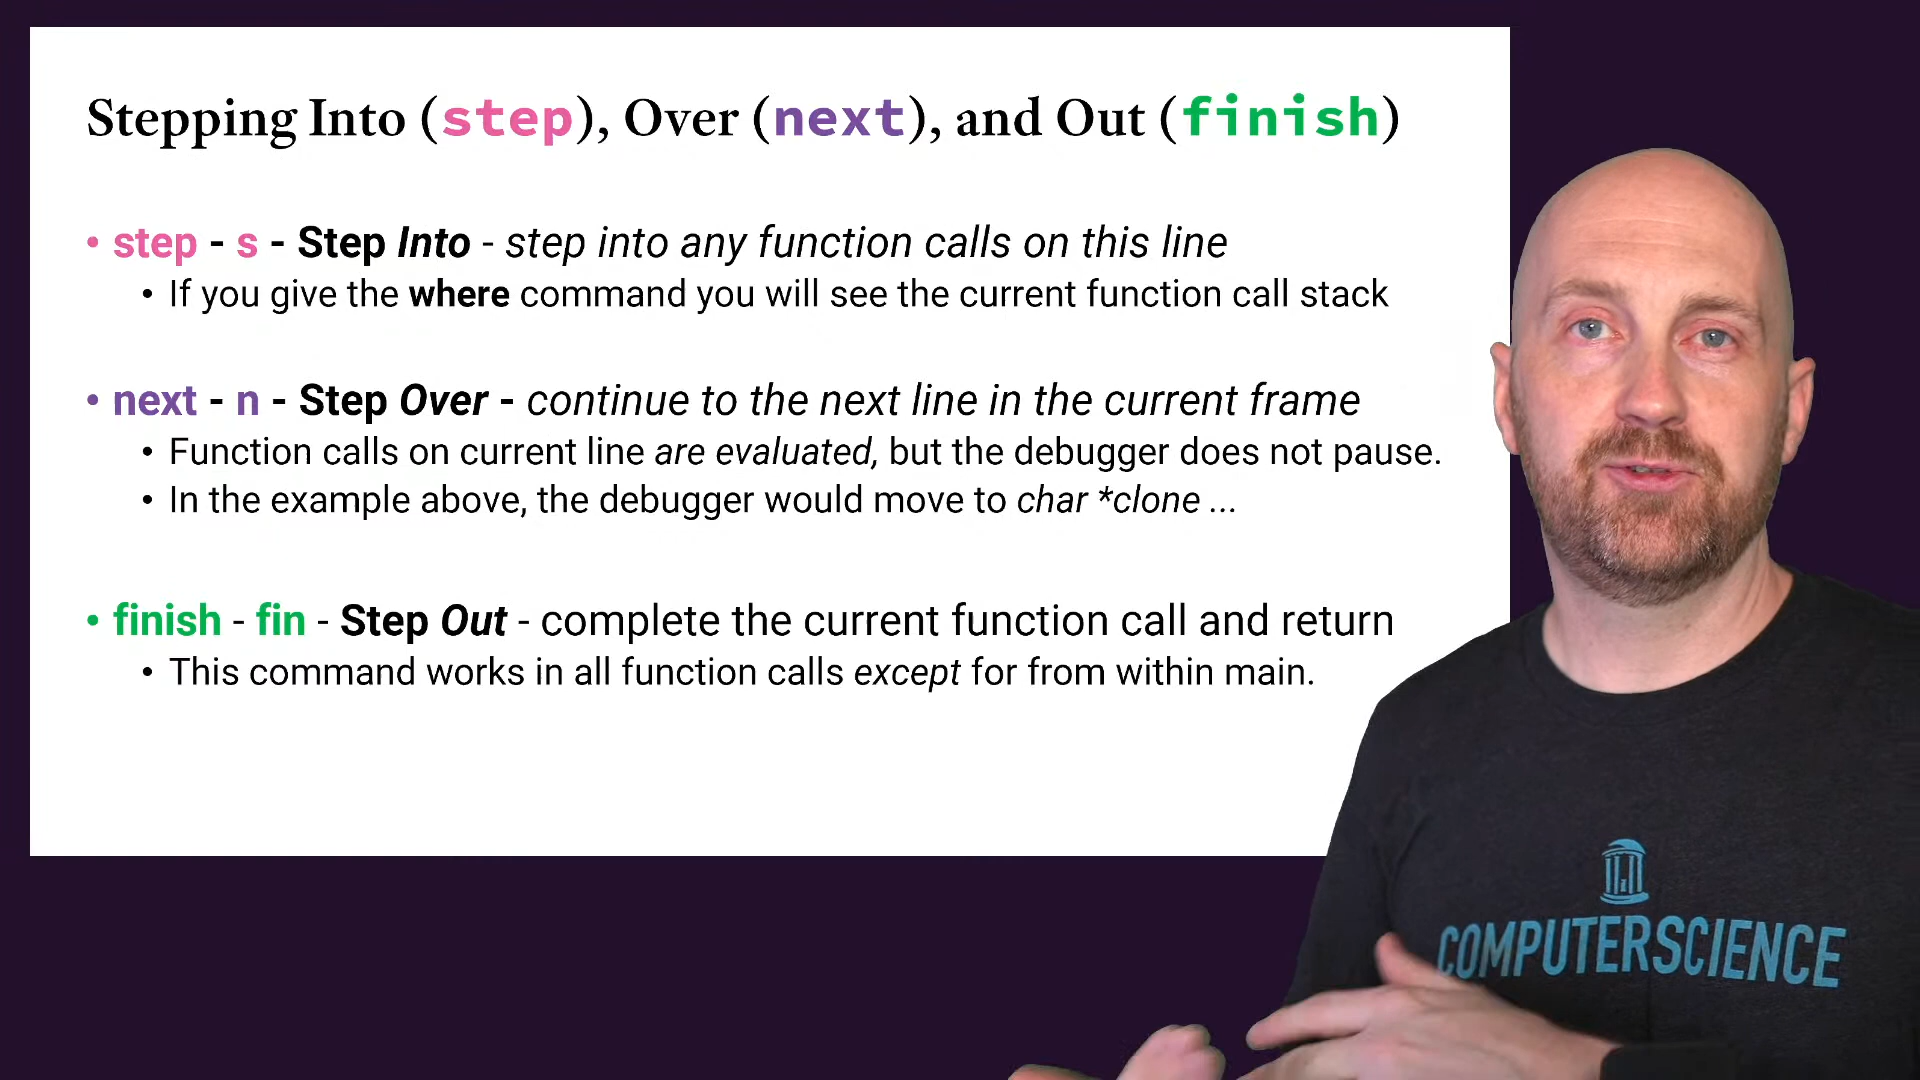 Stepping Into (step), Over (next), and Out (finish)
• step - s - Step Into - step into any function calls on this line
• If you give the where command you will see the current function call stack
• next - n - Step Over - continue to the next line in the current frame
• Function calls on current line are evaluated, but the debugger does not pause.
• In the example above, the debugger would move to char *clone ...
• finish - fin - Step Out - complete the current function call and return
• This command works in all function calls except for from within main.
COMPUTERSCIENCE